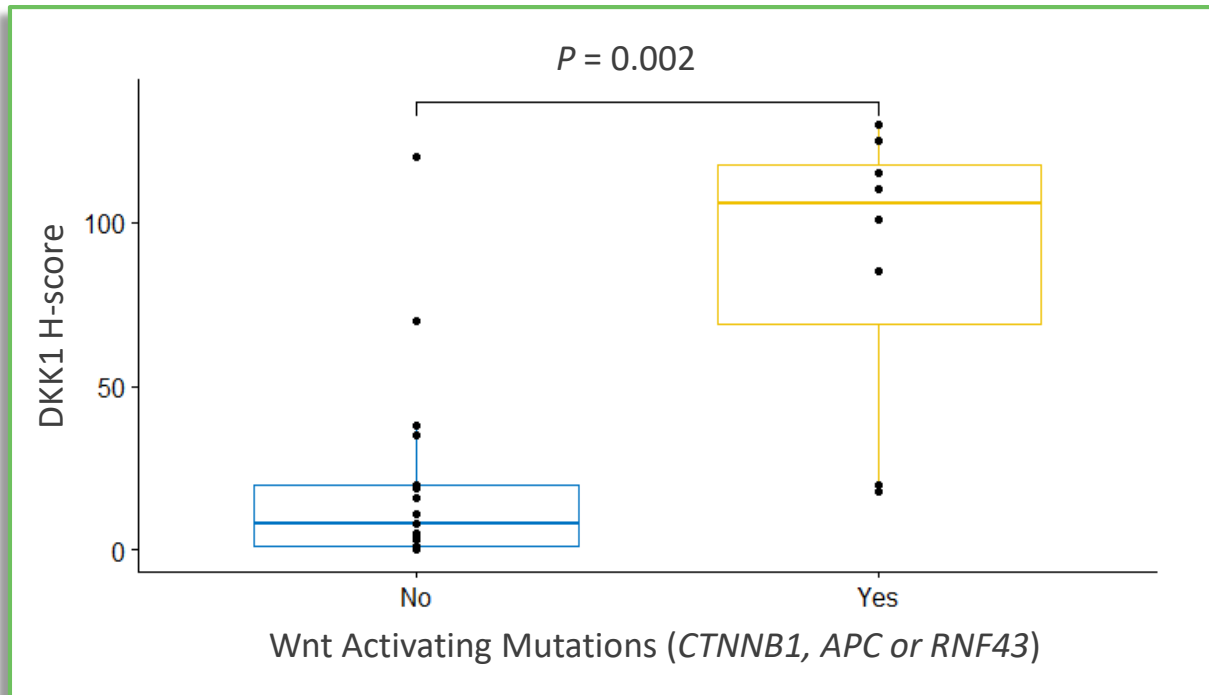 P = 0.002
DKK1 H-score
100
50
0
No
Yes
Wnt Activating Mutations (CTNNB1, APC or RNF43)